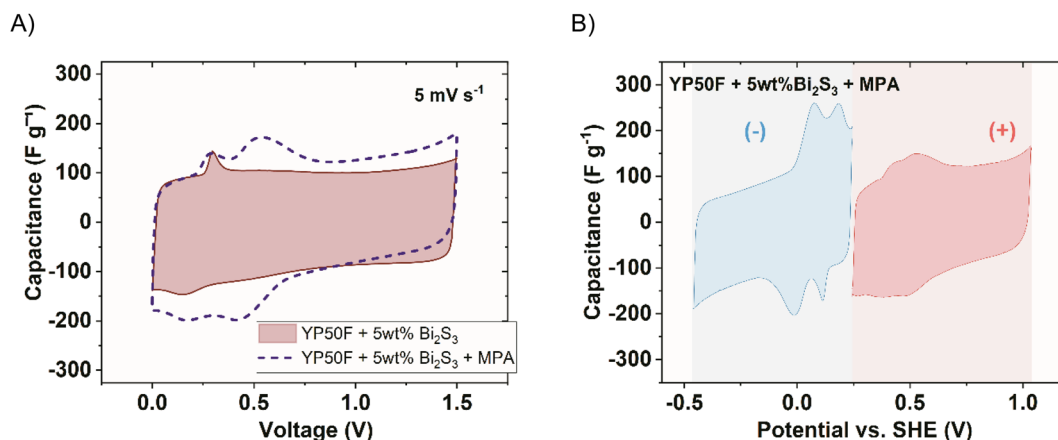 A)
Capacitance (F g⁻¹)
300
200
100
0
-100
-200
-300
5 mV s⁻¹
YP50F + 5wt% Bi₂S₃
YP50F + 5wt% Bi₂S₃ + MPA
0.0 0.5 1.0 1.5
Voltage (V)
B)
Capacitance (F g⁻¹)
300
200
100
0
-100
-200
-300
YP50F + 5wt%Bi₂S₃ + MPA
(-) (+)
-0.5 0.0 0.5 1.0
Potential vs. SHE (V)